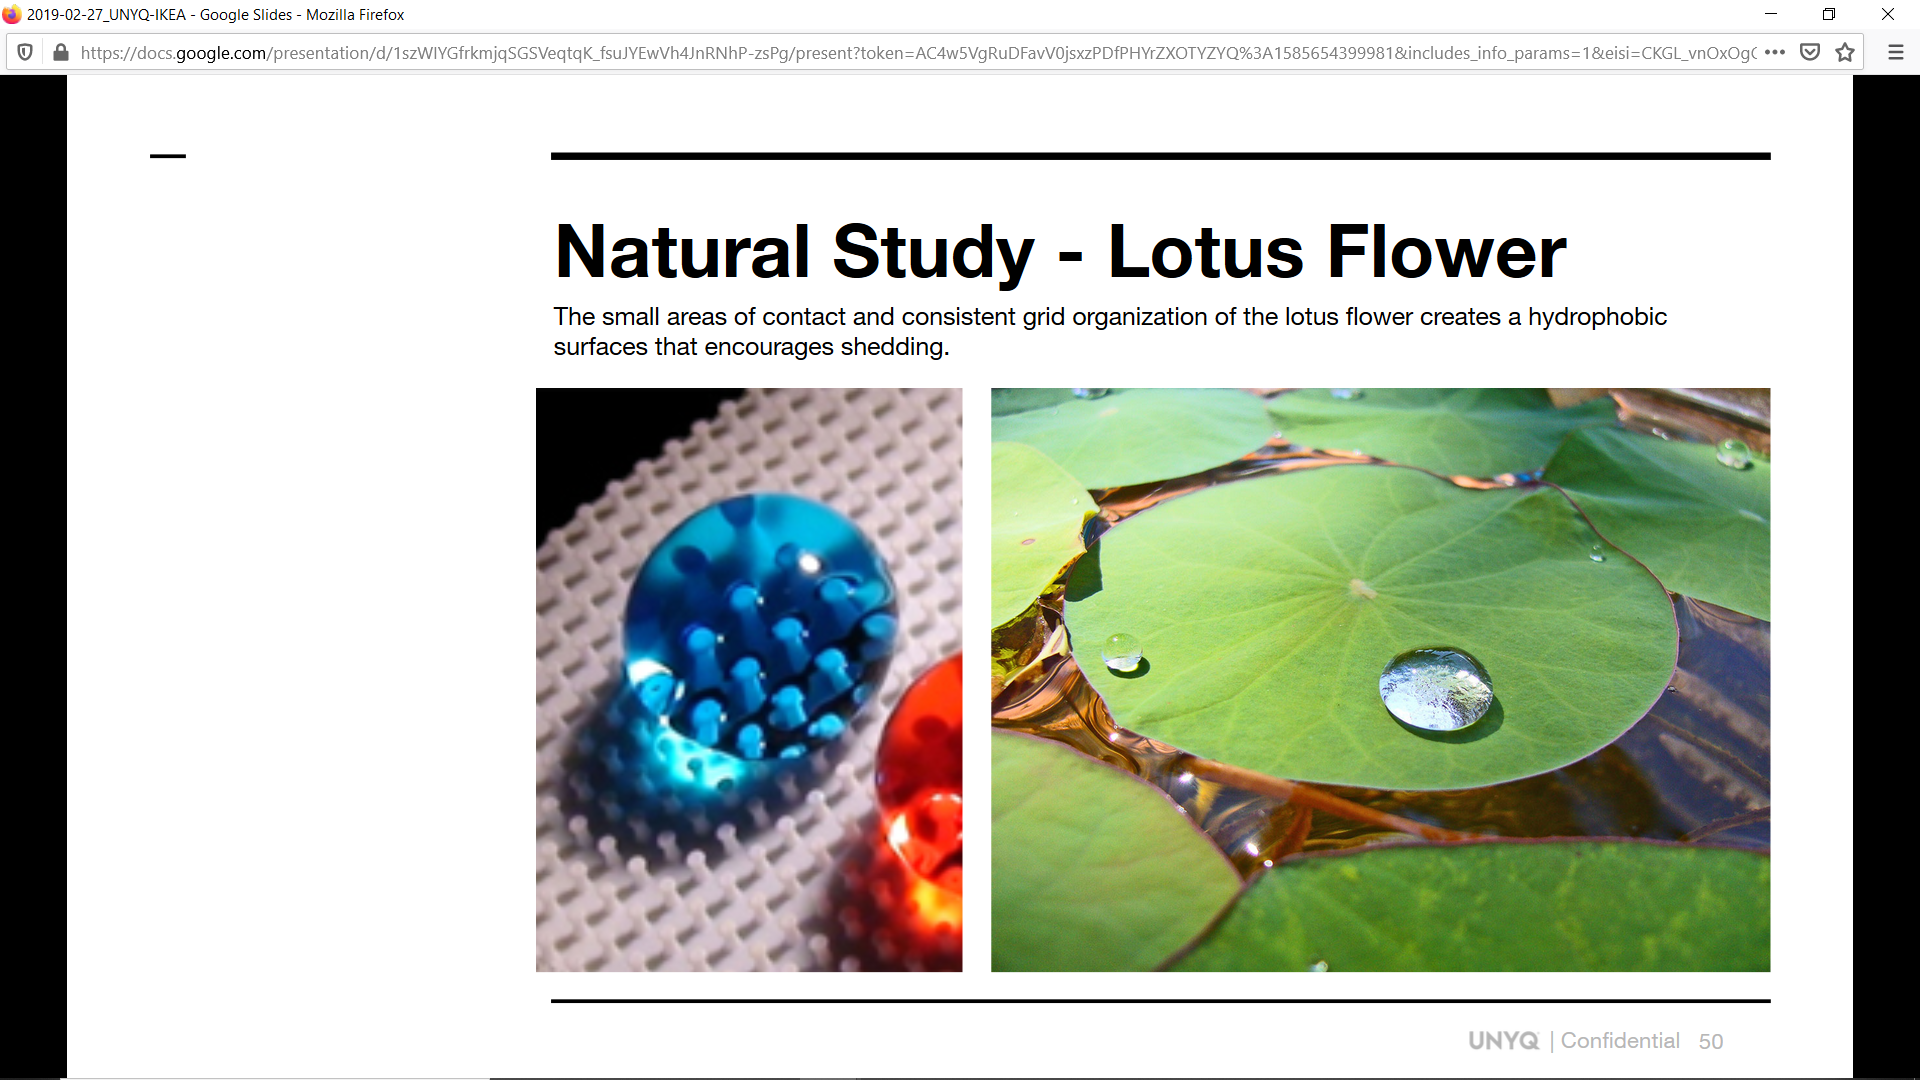 2019-02-27_UNYQ-IKEA - Google Slides - Mozilla Firefox
https://docs.google.com/presentation/d/1szWIYGfrkmjqSGSVeqtqK_fsuJYEwVh4JnRNhP-zsPg/present?token=AC4w5VgRuDFavV0jsxzPDfPHYrZXOTYZYQ%3A1585654399981&includes_info_params=1&eisi=CKGL_vnOxOgC
Natural Study - Lotus Flower
The small areas of contact and consistent grid organization of the lotus flower creates a hydrophobic
surfaces that encourages shedding.
UNYQ | Confidential 50